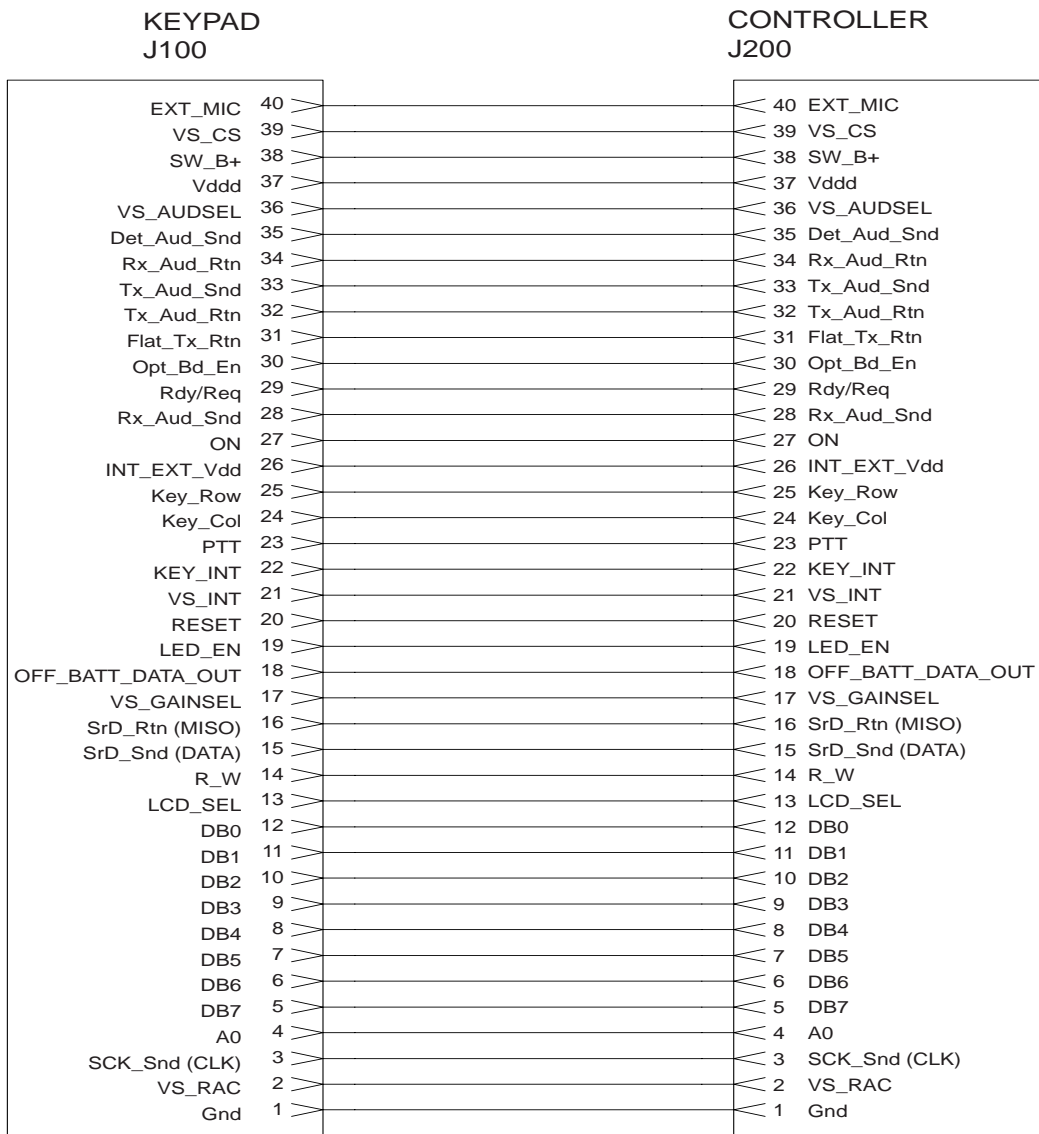 KEYPAD
J100
CONTROLLER
J200
EXT_MIC 40 40 EXT_MIC
VS_CS 39 39 VS_CS
SW_B+ 38 38 SW_B+
Vddd 37 37 Vddd
VS_AUDSEL 36 36 VS_AUDSEL
Det_Aud_Snd 35 35 Det_Aud_Snd
Rx_Aud_Rtn 34 34 Rx_Aud_Rtn
Tx_Aud_Snd 33 33 Tx_Aud_Snd
Tx_Aud_Rtn 32 32 Tx_Aud_Rtn
Flat_Tx_Rtn 31 31 Flat_Tx_Rtn
Opt_Bd_En 30 30 Opt_Bd_En
Rdy/Req 29 29 Rdy/Req
Rx_Aud_Snd 28 28 Rx_Aud_Snd
ON 27 27 ON
INT_EXT_Vdd 26 26 INT_EXT_Vdd
Key_Row 25 25 Key_Row
Key_Col 24 24 Key_Col
PTT 23 23 PTT
KEY_INT 22 22 KEY_INT
VS_INT 21 21 VS_INT
RESET 20 20 RESET
LED_EN 19 19 LED_EN
OFF_BATT_DATA_OUT 18 18 OFF_BATT_DATA_OUT
VS_GAINSEL 17 17 VS_GAINSEL
SrD_Rtn (MISO) 16 16 SrD_Rtn (MISO)
SrD_Snd (DATA) 15 15 SrD_Snd (DATA)
R_W 14 14 R_W
LCD_SEL 13 13 LCD_SEL
DB0 12 12 DB0
DB1 11 11 DB1
DB2 10 10 DB2
DB3 9 9 DB3
DB4 8 8 DB4
DB5 7 7 DB5
DB6 6 6 DB6
DB7 5 5 DB7
A0 4 4 A0
SCK_Snd (CLK) 3 3 SCK_Snd (CLK)
VS_RAC 2 2 VS_RAC
Gnd 1 1 Gnd